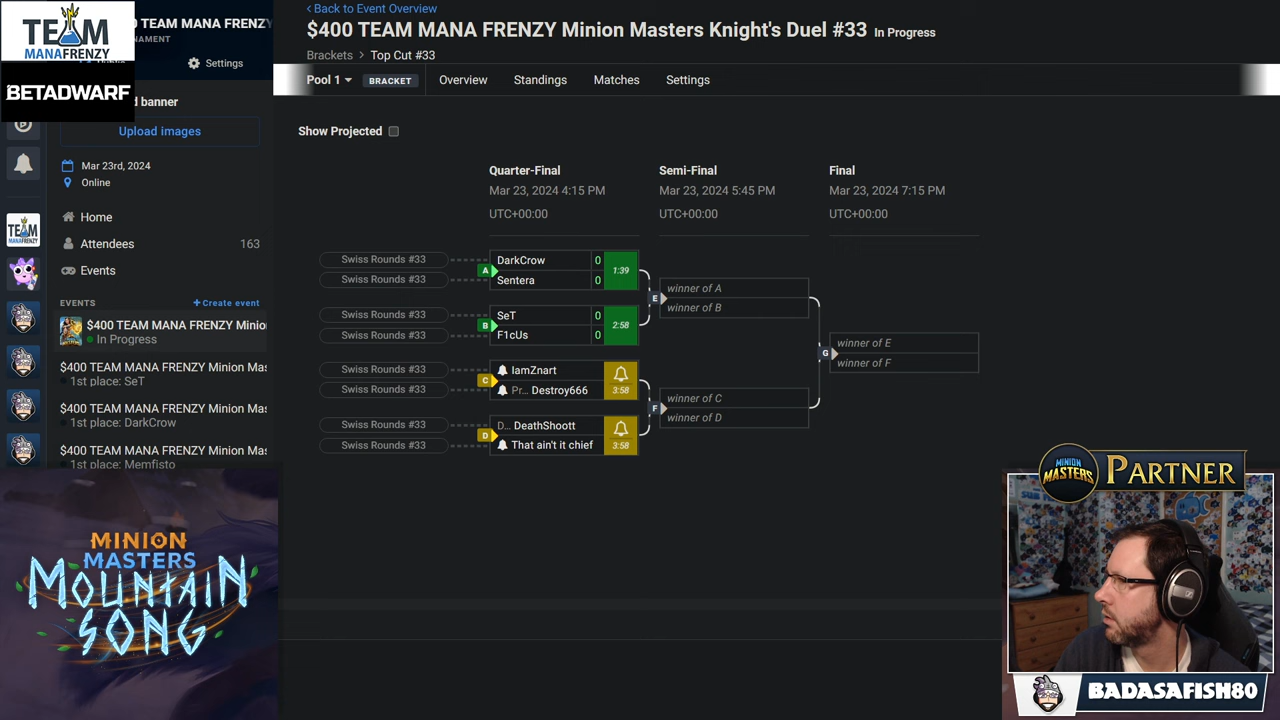 < Back to Event Overview
$400 TEAM MANA FRENZY Minion Masters Knight's Duel #33 In Progress
Brackets > Top Cut #33
TEAM
MANAFRENZY
BETADWARF
MANA FRENZY
NAMENT
Settings
d banner
Upload images
Mar 23rd, 2024
Online
Home
Attendees 163
Events
EVENTS + Create event
$400 TEAM MANA FRENZY Minio
In Progress
$400 TEAM MANA FRENZY Minion Mas
1st place: SeT
$400 TEAM MANA FRENZY Minion Mas
1st place: DarkCrow
$400 TEAM MANA FRENZY Minion Mas
1st place: Memfisto
TEAM
Pool 1 BRACKET Overview Standings Matches Settings
Show Projected
Quarter-Final Semi-Final Final
Mar 23, 2024 4:15 PM Mar 23, 2024 5:45 PM Mar 23, 2024 7:15 PM
UTC+00:00 UTC+00:00 UTC+00:00
Swiss Rounds #33 DarkCrow 0
A 1:39
Swiss Rounds #33 Sentera 0
E winner of A
winner of B
Swiss Rounds #33 SeT 0
B 2:58
Swiss Rounds #33 F1cUs 0
G winner of E
winner of F
Swiss Rounds #33 IamZnart
C 3:58
Swiss Rounds #33 Pr... Destroy666
F winner of C
winner of D
Swiss Rounds #33 D... DeathShoott
D 3:58
Swiss Rounds #33 That ain't it chief
MINION
MASTERS
MOUNTAIN
SONG
MINION
MASTERS
PARTNER
BADASAFISH80